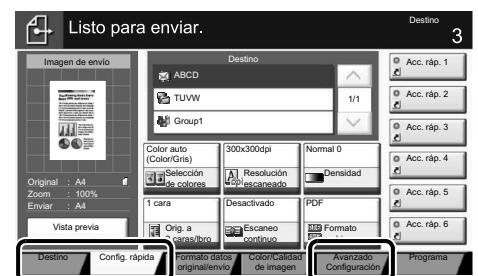 Listo para enviar.
Destino
3
Imagen de envío
Original : A4
Zoom : 100%
Enviar : A4
Vista previa
Destino
ABCD
TUVW
Group1
1/1
Color auto
(Color/Gris)
Selección
de colores
300x300dpi
Resolución
escaneado
Normal 0
Densidad
1 cara
Orig. a
2 caras/lbro
Desactivado
Escaneo
continuo
PDF
Formato
Acc. ráp. 1
Acc. ráp. 2
Acc. ráp. 3
Acc. ráp. 4
Acc. ráp. 5
Acc. ráp. 6
Destino
Config. rápida
Formato datos
original/envío
Color/Calidad
de imagen
Avanzado
Configuración
Programa